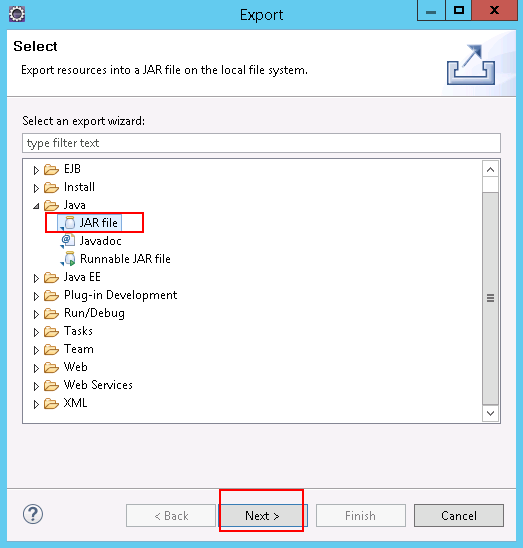 Export
Select
Export resources into a JAR file on the local file system.
Select an export wizard:
type filter text
EJB
Install
Java
JAR file
Javadoc
Runnable JAR file
Java EE
Plug-in Development
Run/Debug
Tasks
Team
Web
Web Services
XML
< Back Next > Finish Cancel